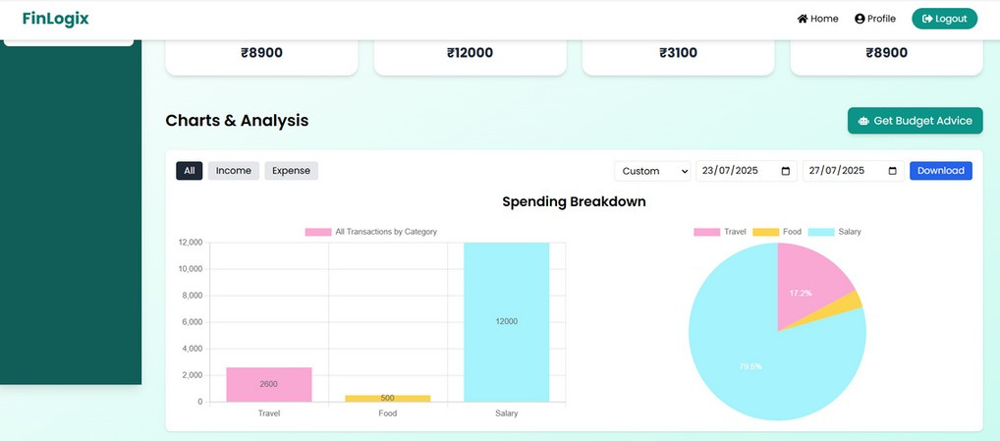 FinLogix
Home Profile Logout
₹8900 ₹12000 ₹3100 ₹8900
Charts & Analysis
Get Budget Advice
All Income Expense
Custom 23/07/2025 27/07/2025 Download
Spending Breakdown
All Transactions by Category
12,000
10,000
8,000
6,000
4,000
2,000
0
2600
500
12000
Travel Food Salary
Travel Food Salary
17.2%
79.5%